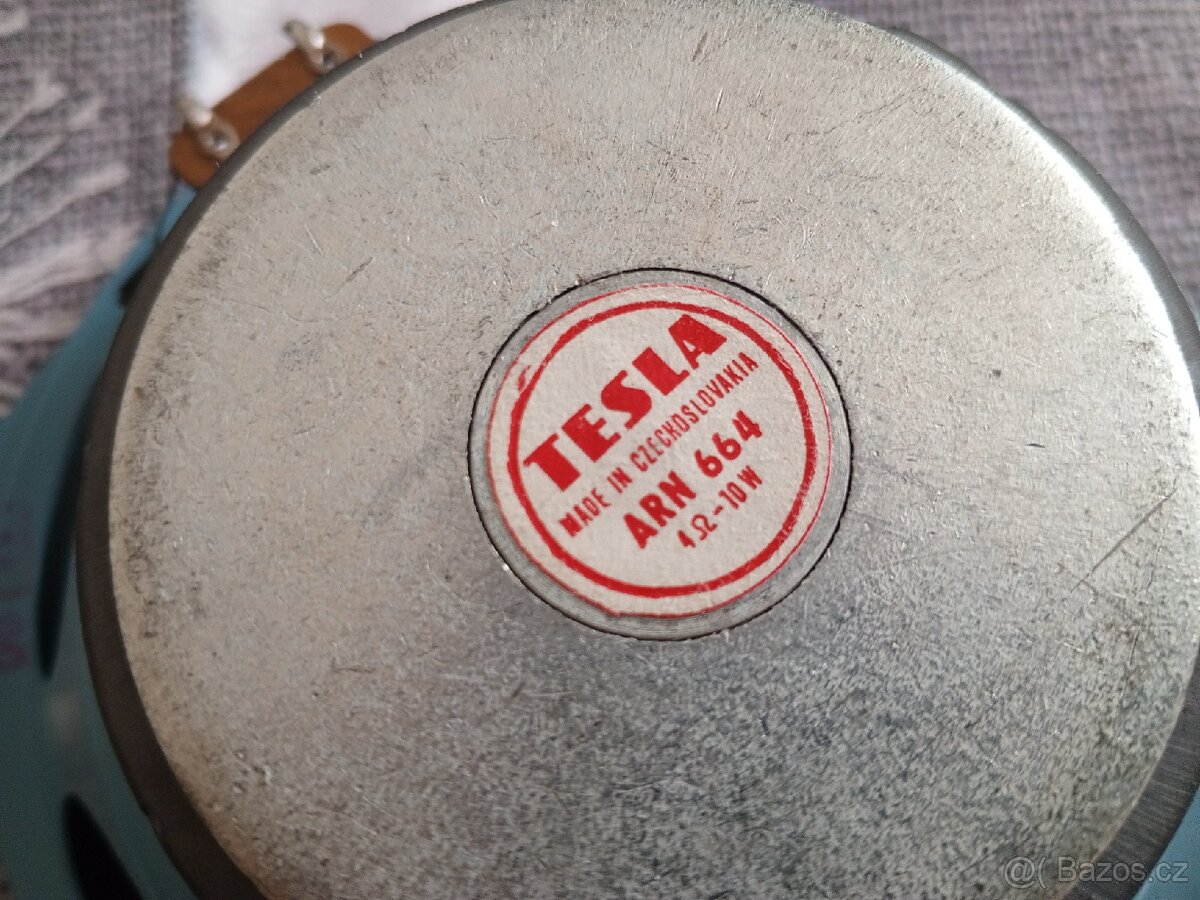 TESLA
MADE IN CZECHOSLOVAKIA
ARN 664
4Ω-10W
@( Bazos.cz